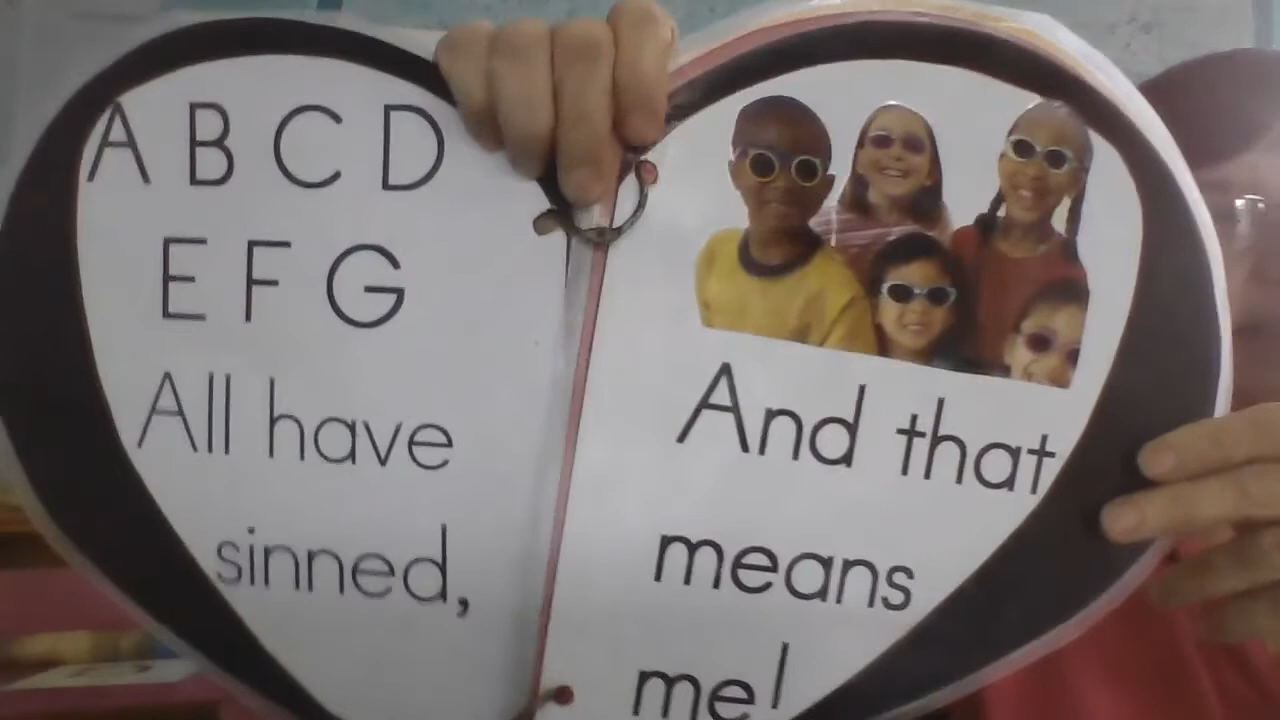 A B C D
E F G
All have
sinned,
And that
means
me!